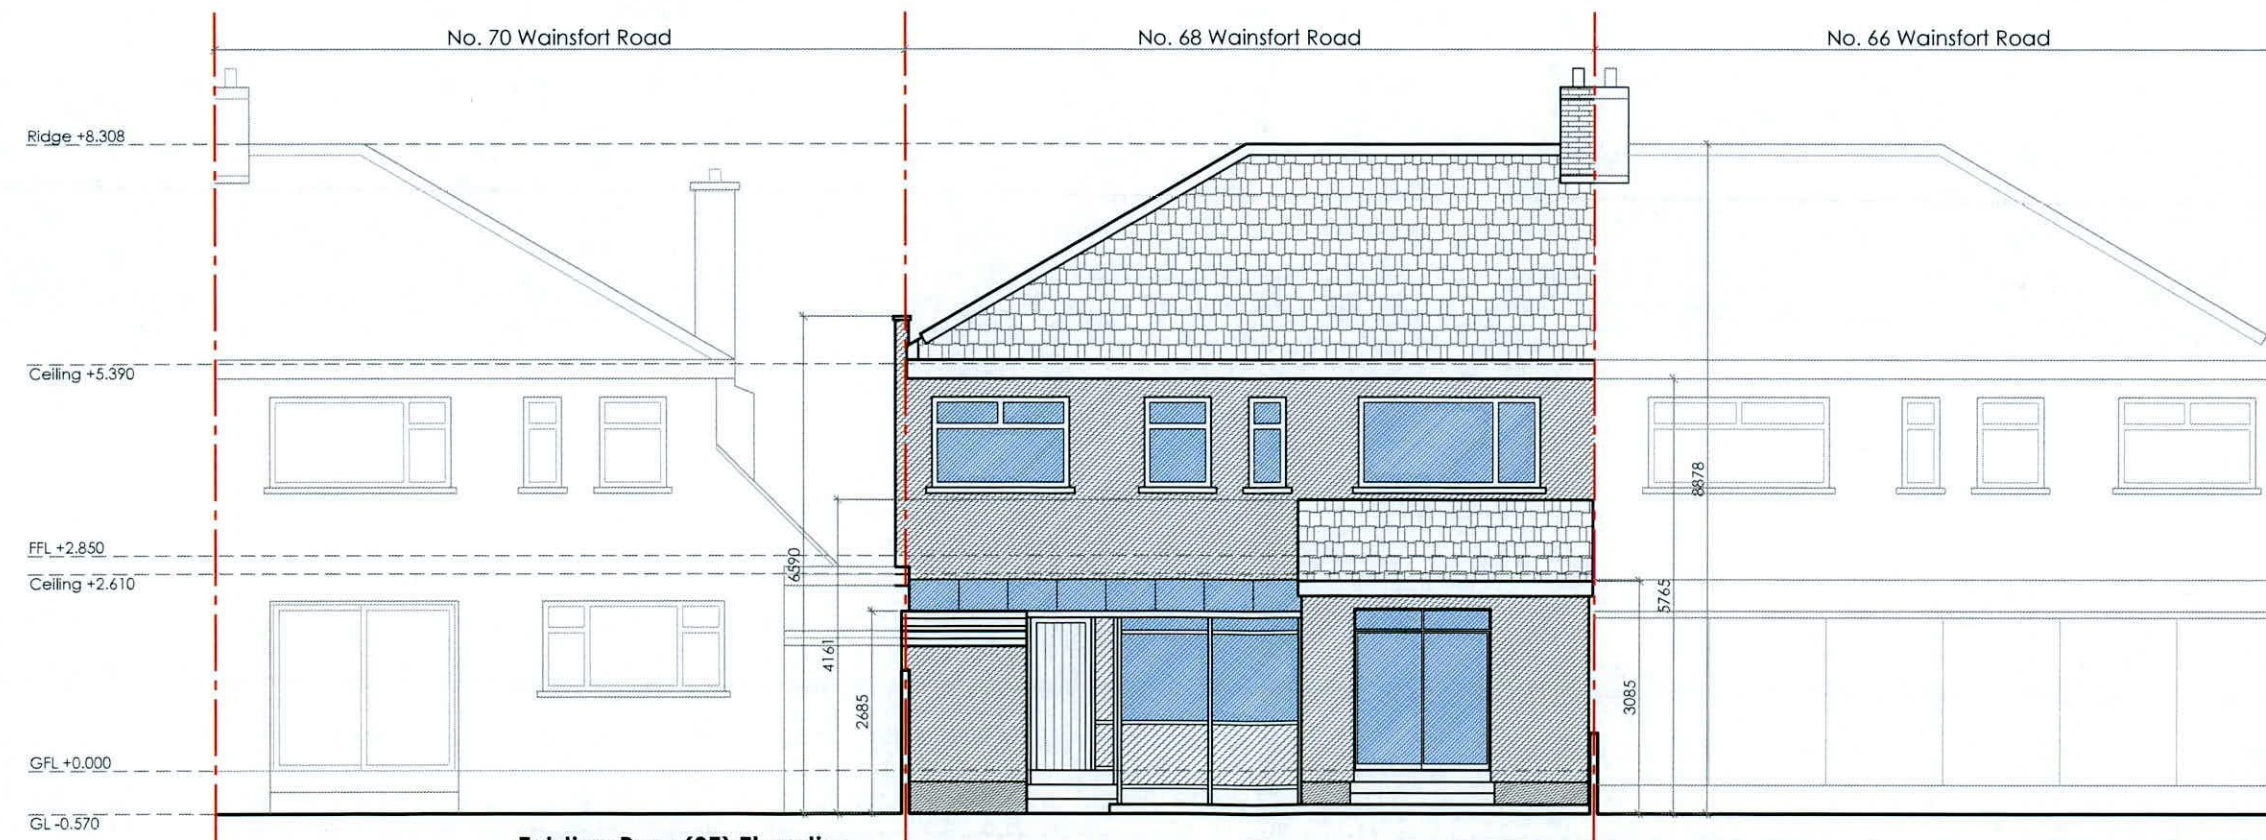 No. 70 Wainsfort Road
No. 68 Wainsfort Road
No. 66 Wainsfort Road
Ridge +8.308
Ceiling +5.390
FFL +2.850
Ceiling +2.610
GFL +0.000
GL -0.570
6590
4161
2685
8878
5765
3085